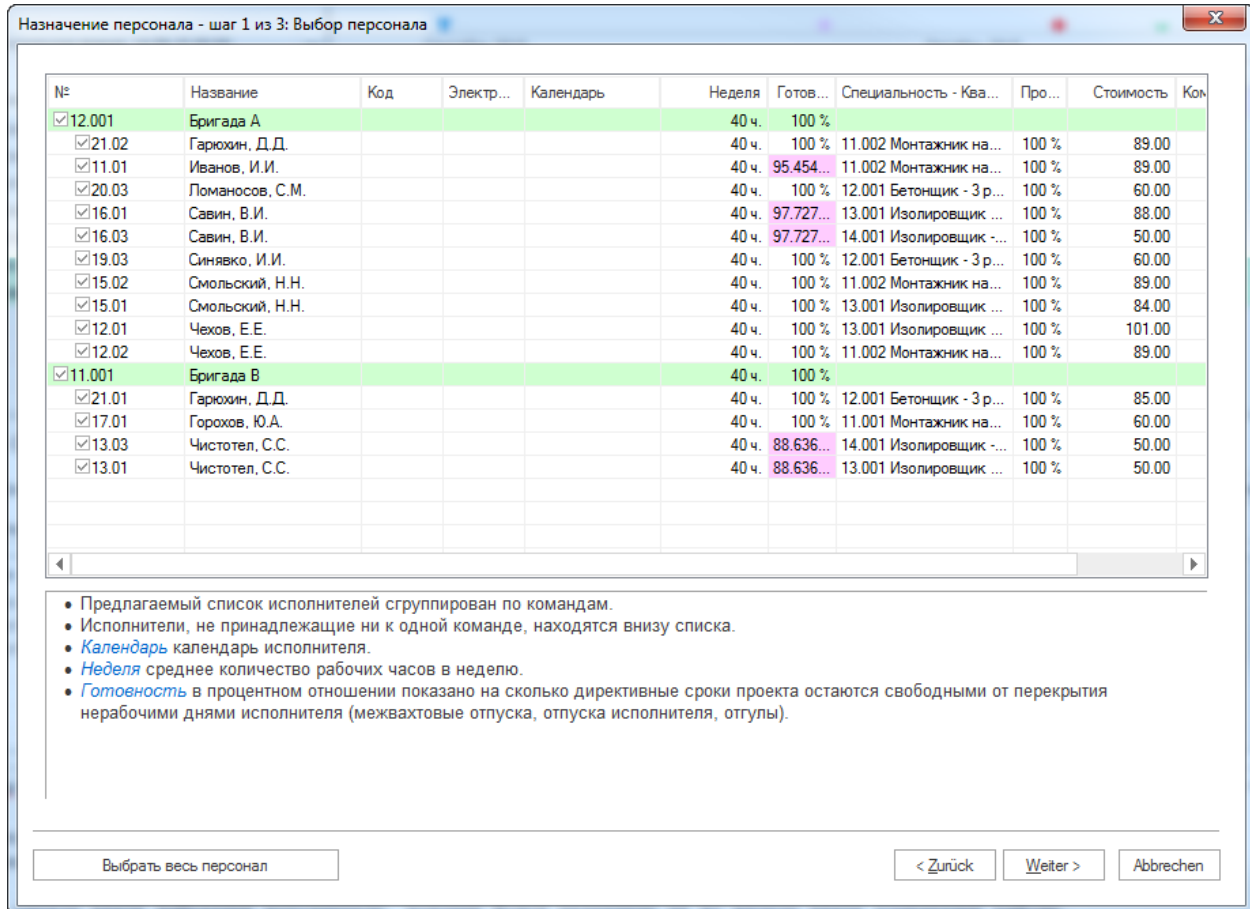 Назначение персонала - шаг 1 из 3: Выбор персонала
№ Название Код Электр... Календарь Неделя Готов... Специальность - Ква... Про... Стоимость Ком
12.001 Бригада А 40 ч. 100 %
21.02 Гарюхин, Д.Д. 40 ч. 100 % 11.002 Монтажник на... 100 % 89.00
11.01 Иванов, И.И. 40 ч. 95.454... 11.002 Монтажник на... 100 % 89.00
20.03 Ломаносов, С.М. 40 ч. 100 % 12.001 Бетонщик - 3 р... 100 % 60.00
16.01 Савин, В.И. 40 ч. 97.727... 13.001 Изолировщик ... 100 % 88.00
16.03 Савин, В.И. 40 ч. 97.727... 14.001 Изолировщик -... 100 % 50.00
19.03 Синявко, И.И. 40 ч. 100 % 12.001 Бетонщик - 3 р... 100 % 60.00
15.02 Смольский, Н.Н. 40 ч. 100 % 11.002 Монтажник на... 100 % 89.00
15.01 Смольский, Н.Н. 40 ч. 100 % 13.001 Изолировщик ... 100 % 84.00
12.01 Чехов, Е.Е. 40 ч. 100 % 13.001 Изолировщик ... 100 % 101.00
12.02 Чехов, Е.Е. 40 ч. 100 % 11.002 Монтажник на... 100 % 89.00
11.001 Бригада В 40 ч. 100 %
21.01 Гарюхин, Д.Д. 40 ч. 100 % 12.001 Бетонщик - 3 р... 100 % 85.00
17.01 Горохов, Ю.А. 40 ч. 100 % 11.001 Монтажник на... 100 % 60.00
13.03 Чистотел, С.С. 40 ч. 88.636... 14.001 Изолировщик -... 100 % 50.00
13.01 Чистотел, С.С. 40 ч. 88.636... 13.001 Изолировщик ... 100 % 50.00
• Предлагаемый список исполнителей сгруппирован по командам.
• Исполнители, не принадлежащие ни к одной команде, находятся внизу списка.
• Календарь календарь исполнителя.
• Неделя среднее количество рабочих часов в неделю.
• Готовность в процентном отношении показано на сколько директивные сроки проекта остаются свободными от перекрытия
нерабочими днями исполнителя (межвахтовые отпуска, отпуска исполнителя, отгулы).
Выбрать весь персонал < Zurück Weiter > Abbrechen